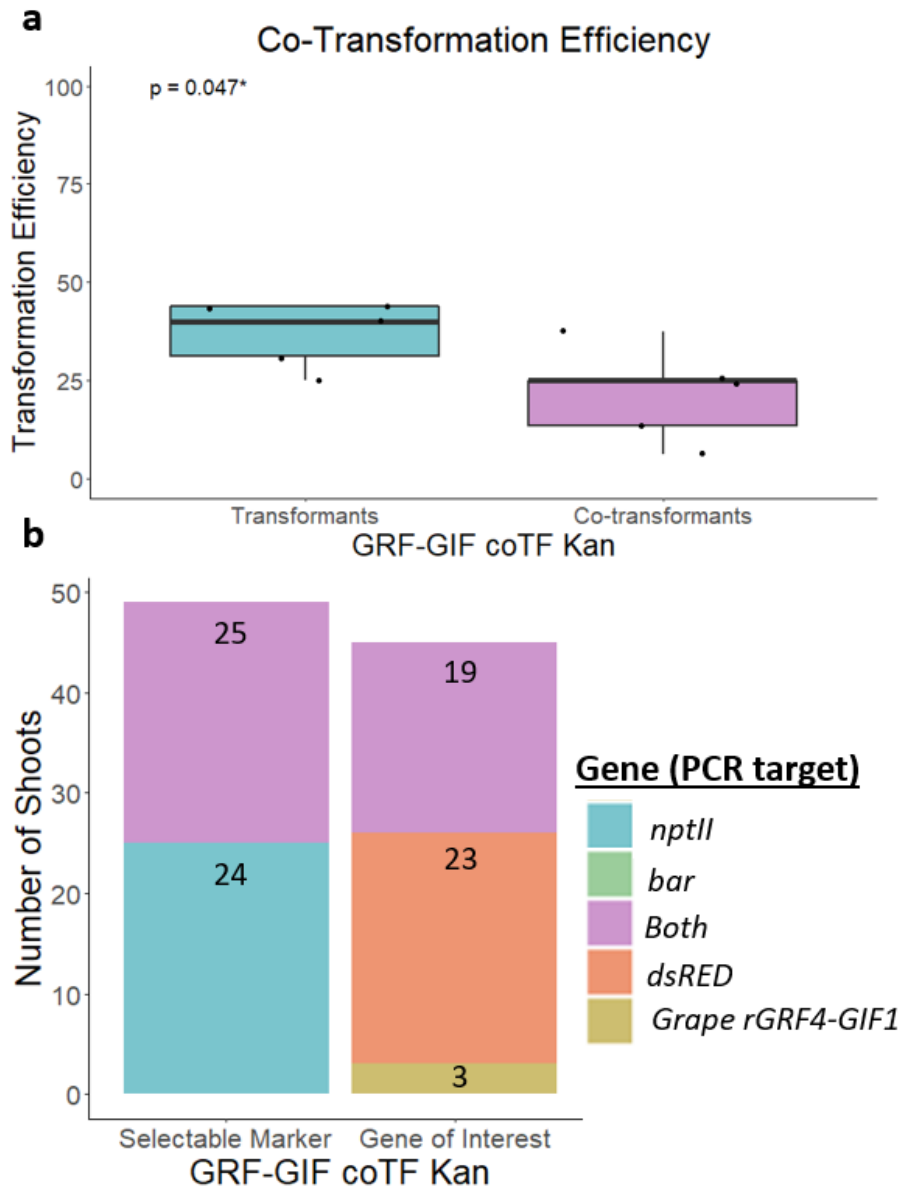 a
Co-Transformation Efficiency
p = 0.047*
100
75
50
25
0
Transformation Efficiency
Transformants
Co-transformants
GRF-GIF coTF Kan
b
50
40
30
20
10
0
Number of Shoots
25
19
24
23
3
Selectable Marker
Gene of Interest
GRF-GIF coTF Kan
Gene (PCR target)
nptII
bar
Both
dsRED
Grape rGRF4-GIF1